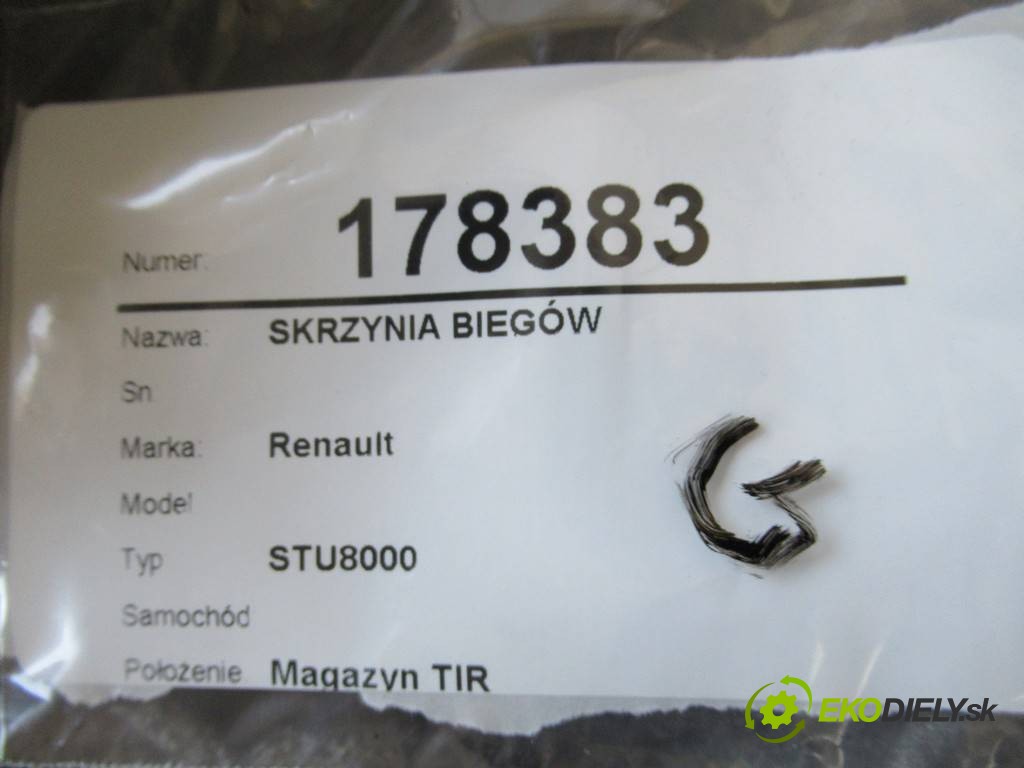 Numer: 178383
Nazwa: SKRZYNIA BIEGÓW
Sn
Marka: Renault
Model
Typ STU8000
Samochód
Położenie Magazyn TIR
G
EKODIELY.sk